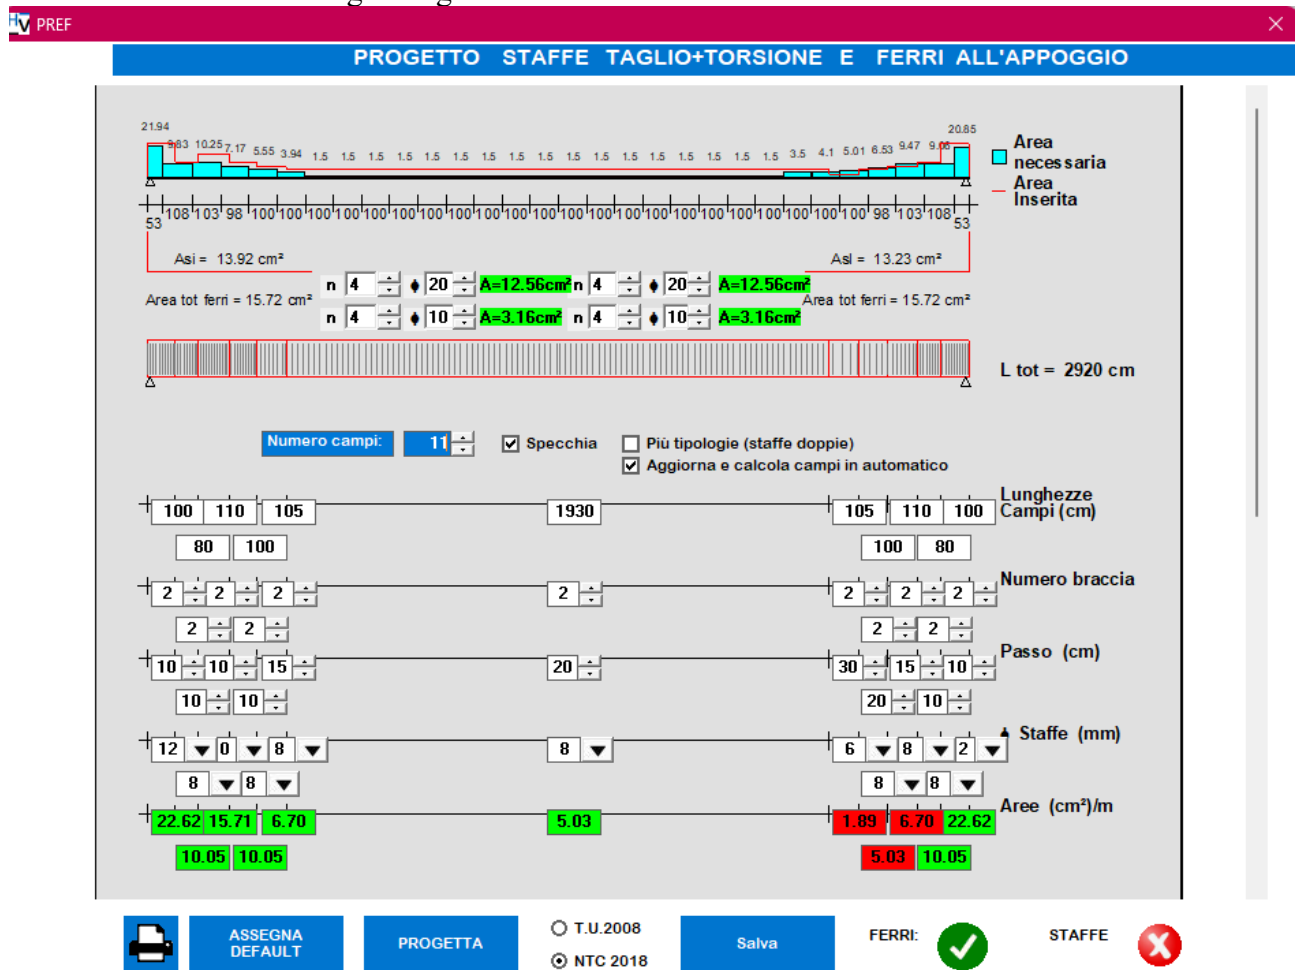 PREF
PROGETTO STAFFE TAGLIO+TORSIONE E FERRI ALL'APPOGGIO
21.94 9.83 10.25 7.17 5.55 3.94 1.5 1.5 1.5 1.5 1.5 1.5 1.5 1.5 1.5 1.5 1.5 1.5 1.5 1.5 1.5 1.5 1.5 3.5 4.1 5.01 6.53 9.47 9.06 20.85
Area necessaria
Area Inserita
53 108 103 98 100 100 100 100 100 100 100 100 100 100 100 100 100 100 100 100 100 100 100 100 100 98 103 108 53
Asi = 13.92 cm²
Asl = 13.23 cm²
n 4 ϕ 20 A=12.56cm² n 4 ϕ 20 A=12.56cm²
Area tot ferri = 15.72 cm²
Area tot ferri = 15.72 cm²
n 4 ϕ 10 A=3.16cm² n 4 ϕ 10 A=3.16cm²
L tot = 2920 cm
Numero campi: 11 Specchia Più tipologie (staffe doppie)
Aggiorna e calcola campi in automatico
100 110 105 1930 105 110 100 Lunghezze Campi (cm)
80 100 100 80
2 2 2 2 2 2 2 Numero braccia
2 2 2 2
10 10 15 20 30 15 10 Passo (cm)
10 10 20 10
12 0 8 8 6 8 2 Staffe (mm)
8 8 8 8
22.62 15.71 6.70 5.03 1.89 6.70 22.62 Aree (cm²)/m
10.05 10.05 5.03 10.05
ASSEGNA DEFAULT
PROGETTA
T.U.2008
NTC 2018
Salva
FERRI:
STAFFE